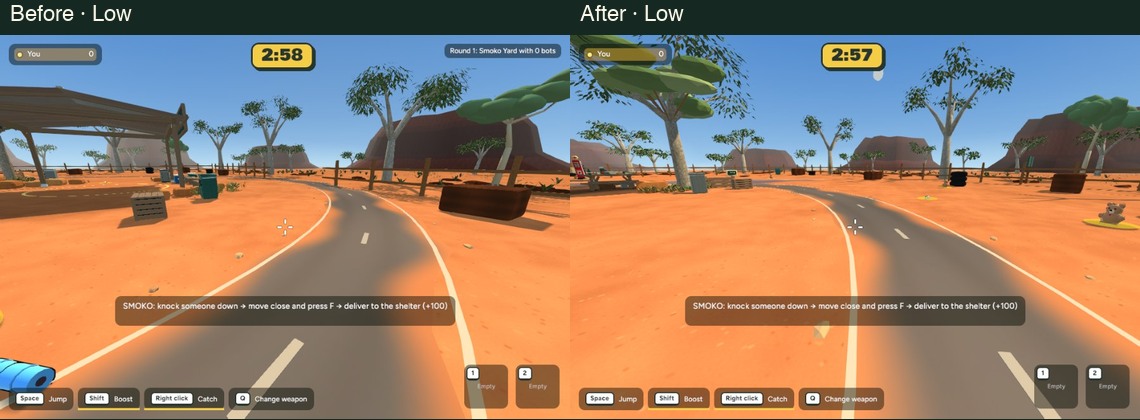 Before · Low
You 0
2:58
Round 1: Smoko Yard with 0 bots
SMOKO: knock someone down → move close and press F → deliver to the shelter (+100)
1 Empty
2 Empty
Space Jump
Shift Boost
Right click Catch
Q Change weapon
After · Low
You 0
2:57
SMOKO: knock someone down → move close and press F → deliver to the shelter (+100)
1 Empty
2 Empty
Space Jump
Shift Boost
Right click Catch
Q Change weapon